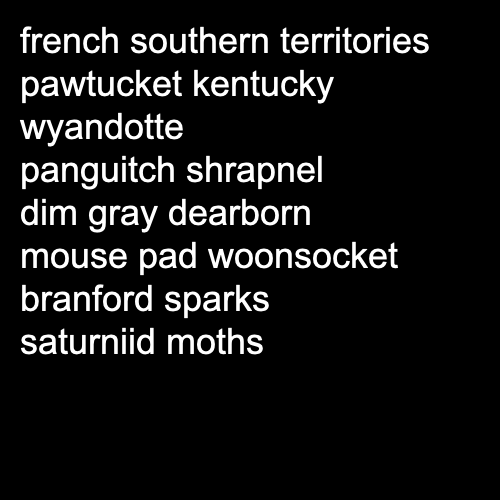 french southern territories
pawtucket kentucky
wyandotte
panguitch shrapnel
dim gray dearborn
mouse pad woonsocket
branford sparks
saturniid moths